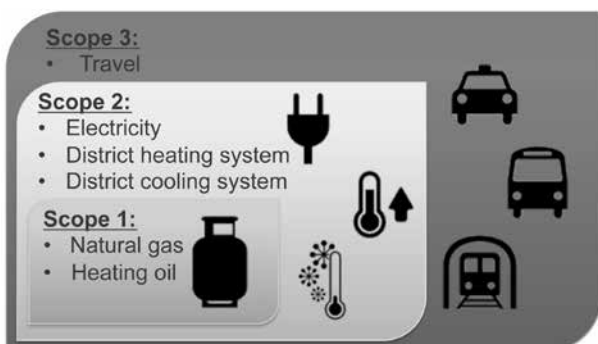 Scope 3:
• Travel
Scope 2:
• Electricity
• District heating system
• District cooling system
Scope 1:
• Natural gas
• Heating oil